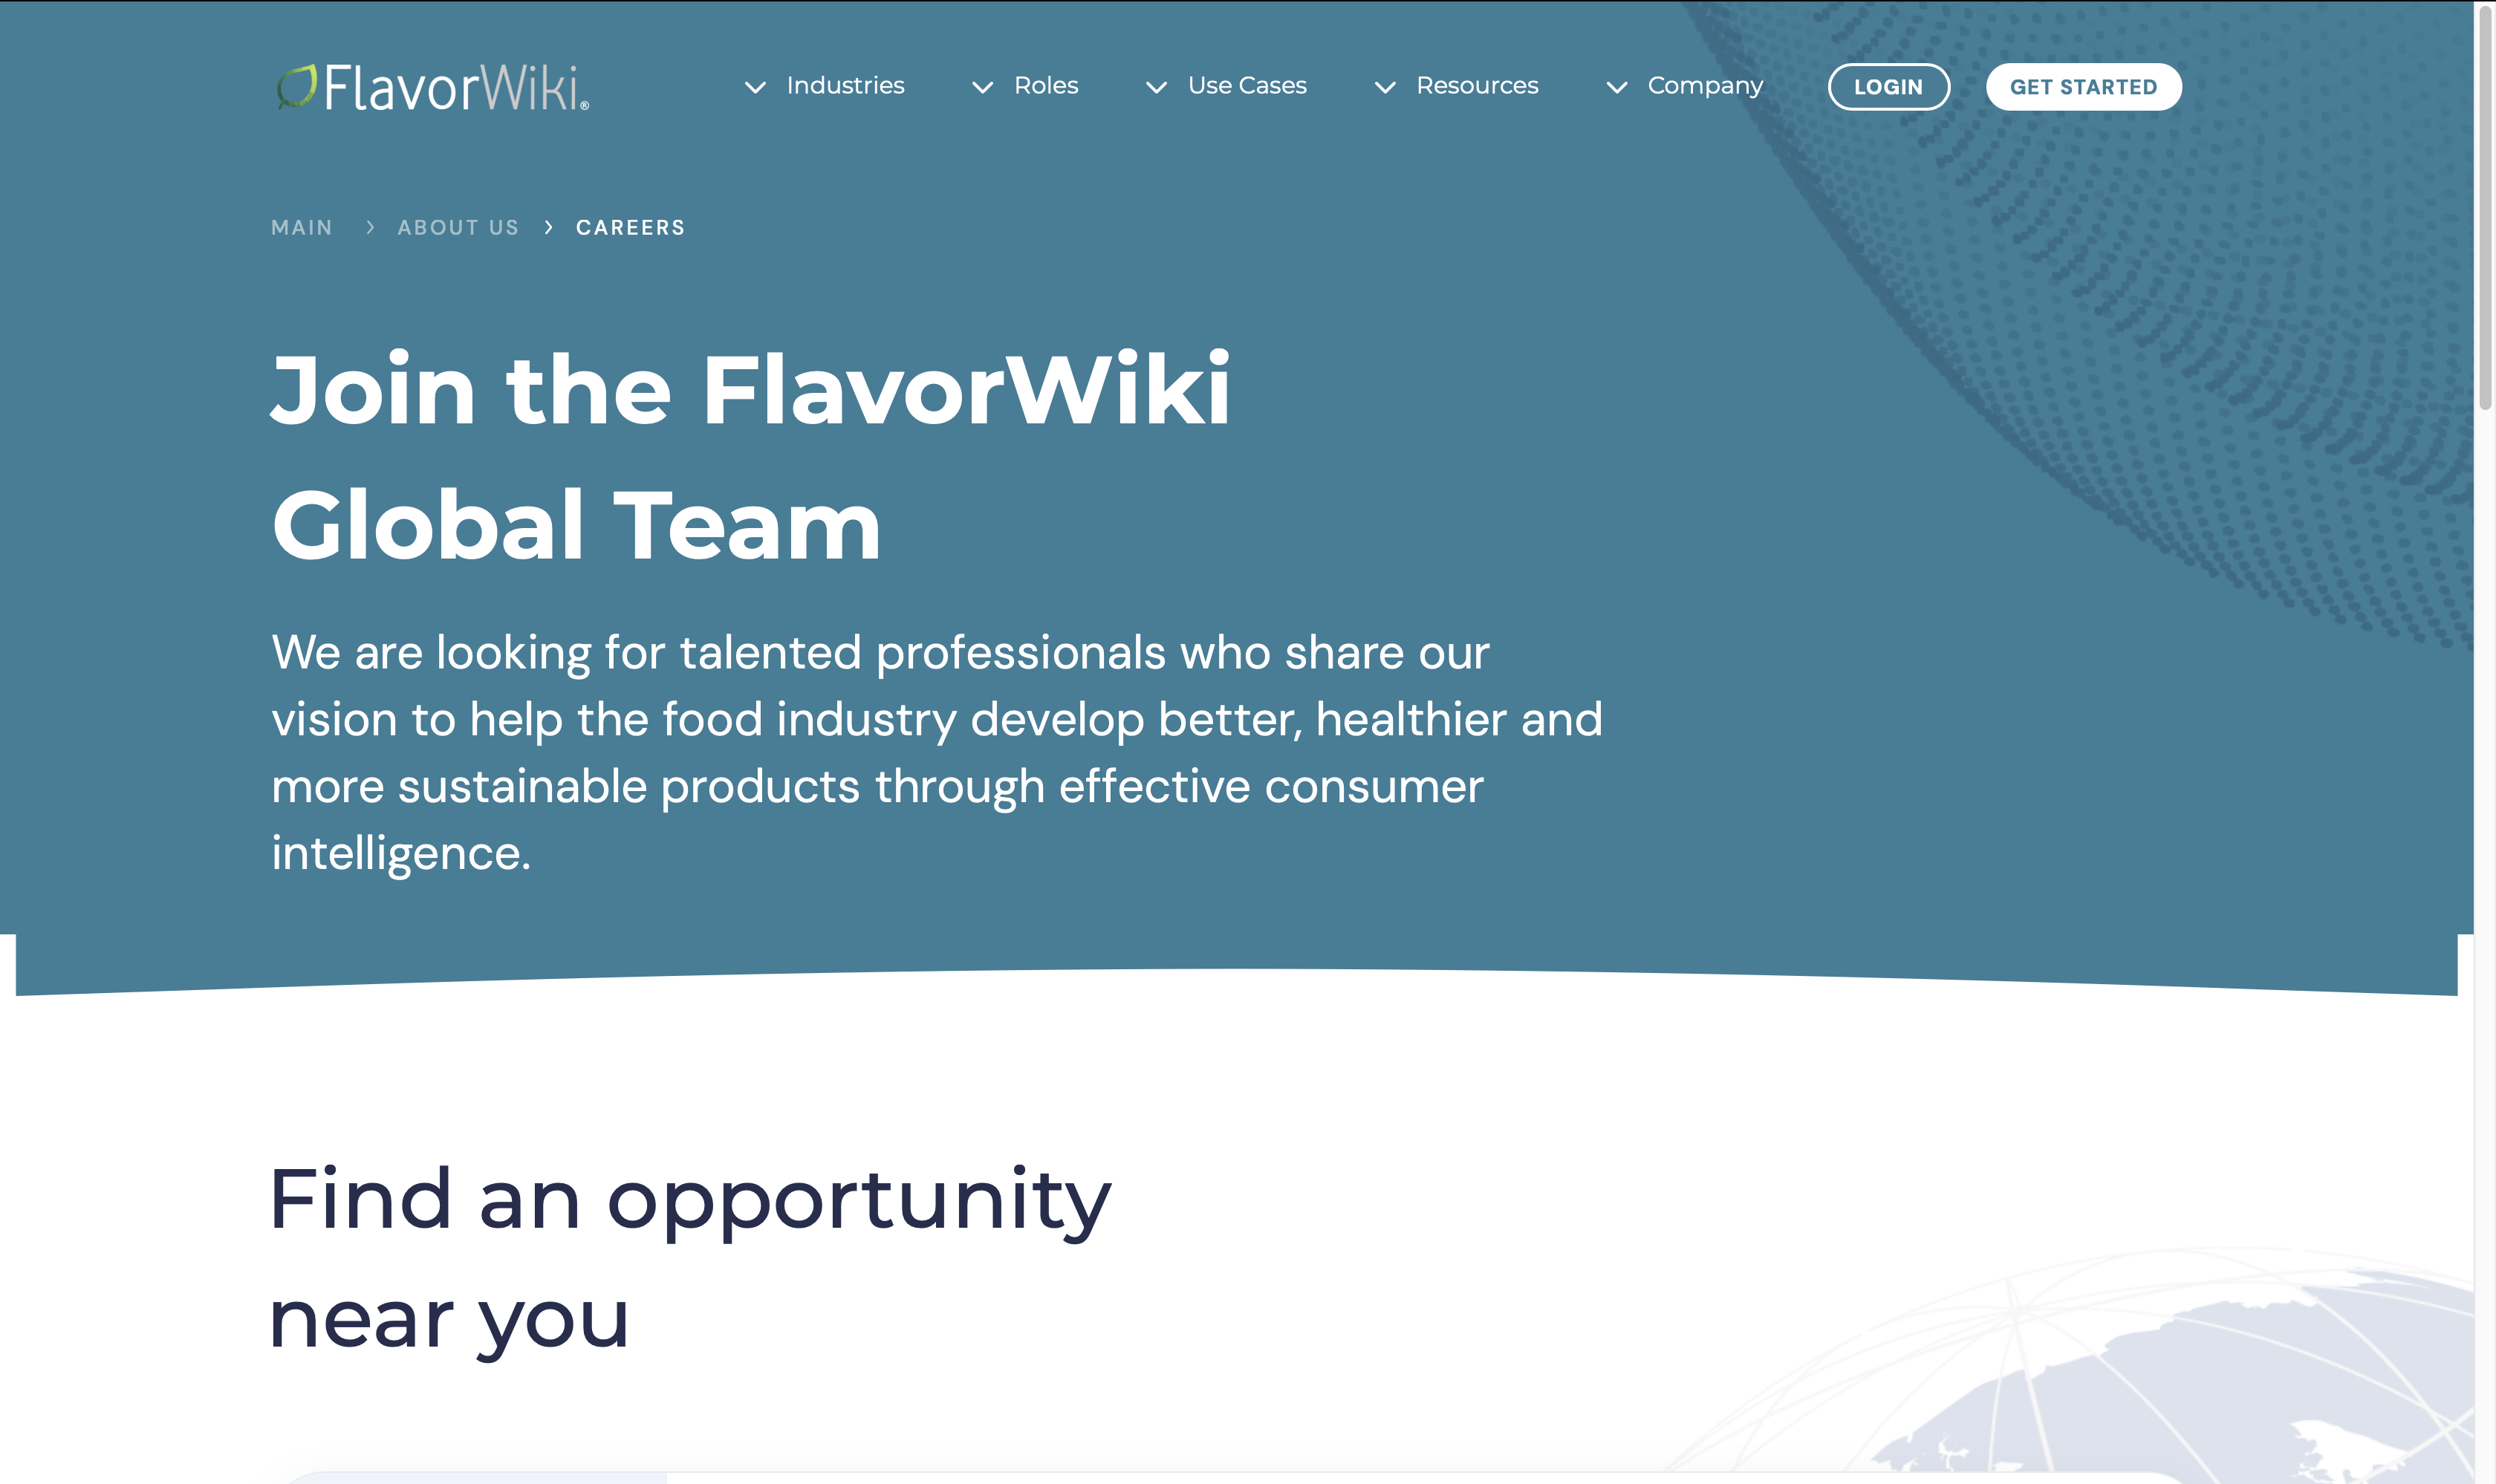 FlavorWiki®
Industries
Roles
Use Cases
Resources
Company
LOGIN
GET STARTED
MAIN > ABOUT US > CAREERS
Join the FlavorWiki
Global Team
We are looking for talented professionals who share our
vision to help the food industry develop better, healthier and
more sustainable products through effective consumer
intelligence.
Find an opportunity
near you